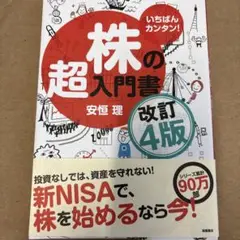 いちばんカンタン!
株の
超入門書
安恒 理
改訂
4版
投資なしでは、資産を守れない!
新NISAで、
株を始めるなら今!
シリーズ累計
90万部